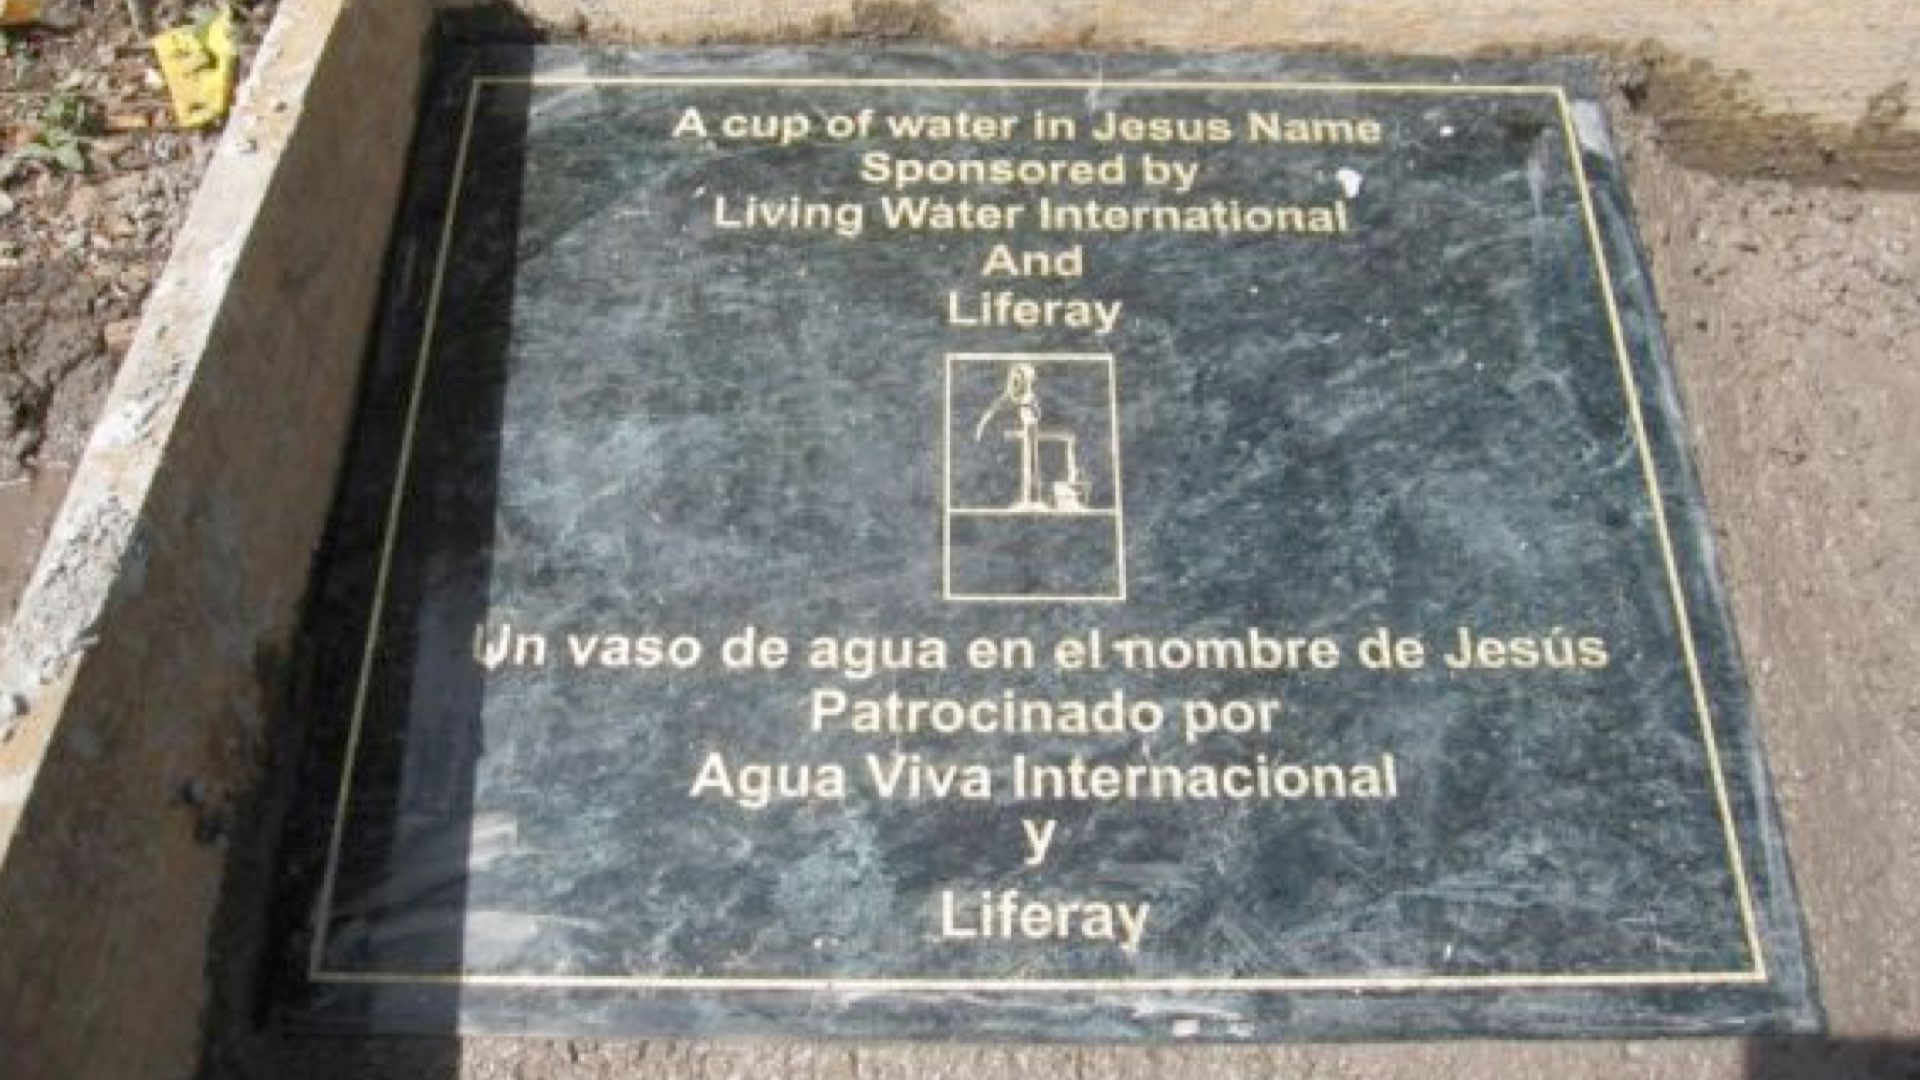 A cup of water in Jesus Name
Sponsored by
Living Water International
And
Liferay
Un vaso de agua en el nombre de Jesús
Patrocinado por
Agua Viva Internacional
y
Liferay